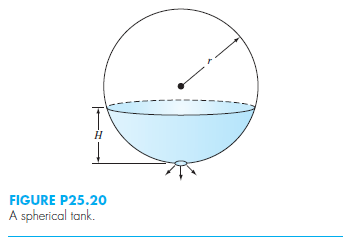 r
H
FIGURE P25.20
A spherical tank.